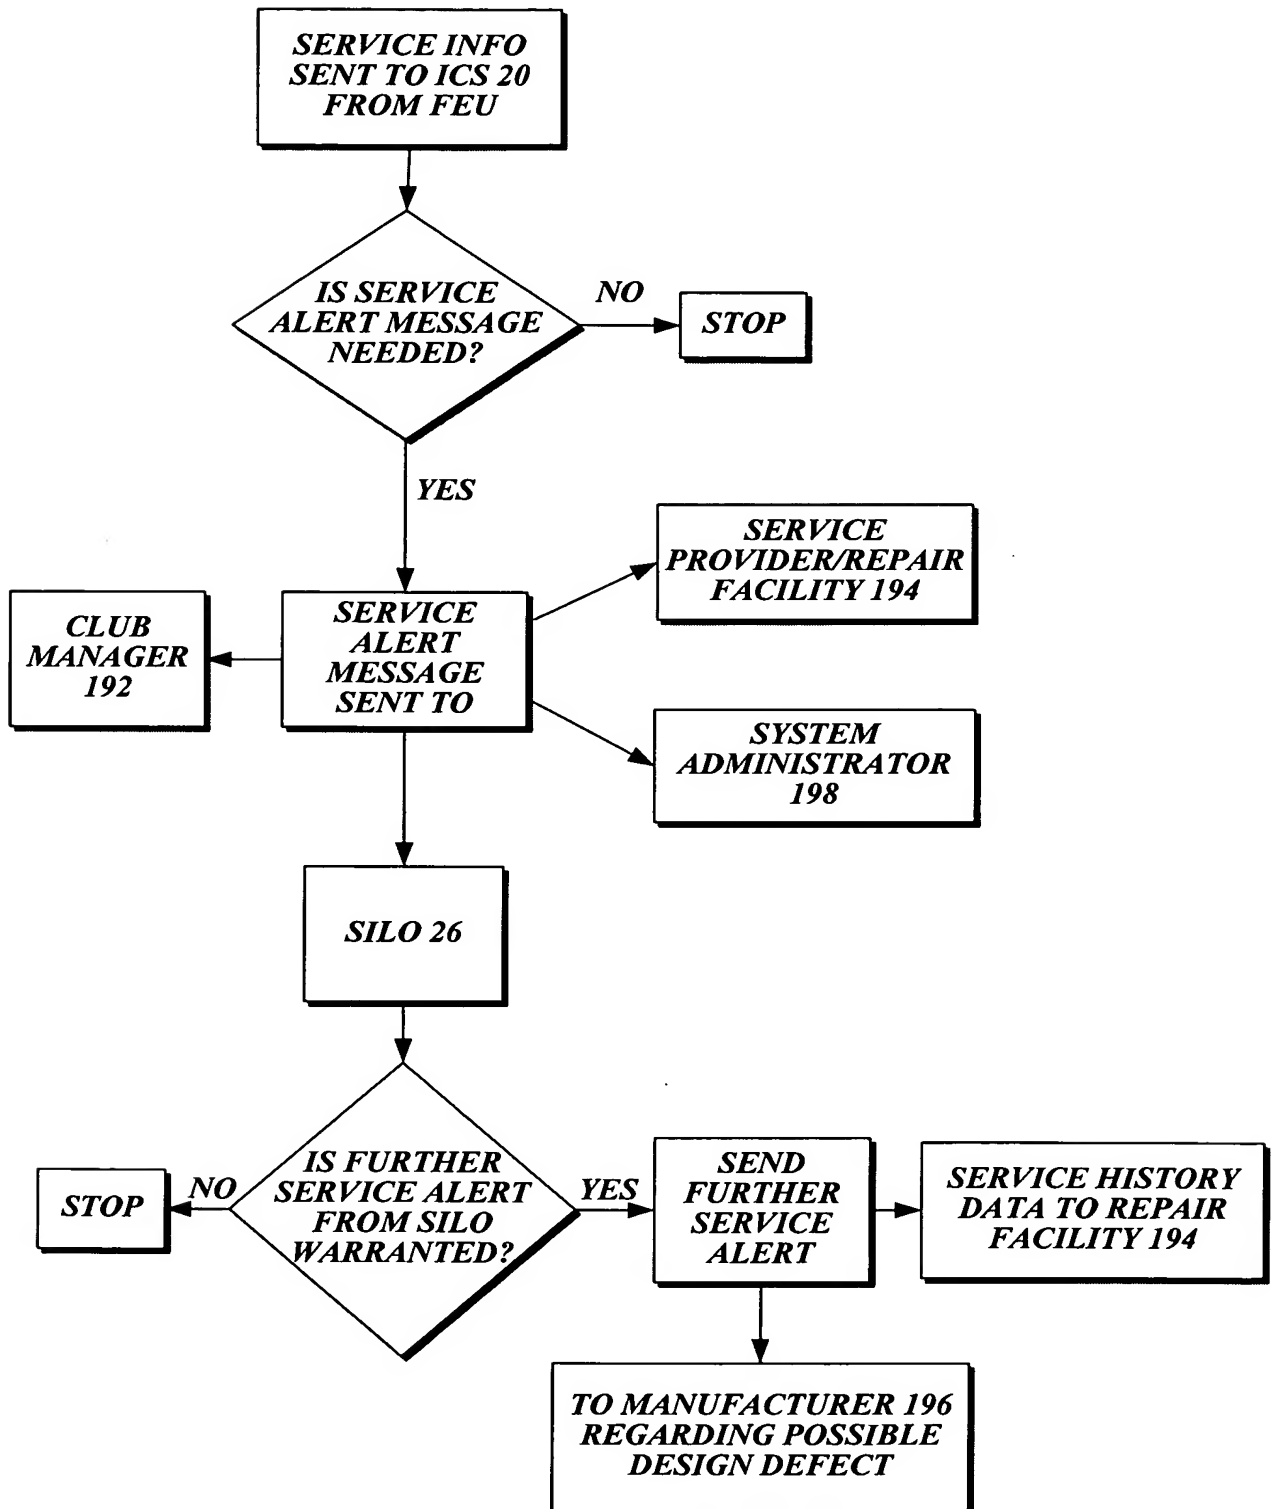 SERVICE INFO
SENT TO ICS 20
FROM FEU
IS SERVICE
ALERT MESSAGE
NEEDED?
NO
STOP
YES
SERVICE
PROVIDER/REPAIR
FACILITY 194
CLUB
MANAGER
192
SERVICE
ALERT
MESSAGE
SENT TO
SYSTEM
ADMINISTRATOR
198
SILO 26
IS FURTHER
SERVICE ALERT
FROM SILO
WARRANTED?
NO
STOP
YES
SEND
FURTHER
SERVICE
ALERT
SERVICE HISTORY
DATA TO REPAIR
FACILITY 194
TO MANUFACTURER 196
REGARDING POSSIBLE
DESIGN DEFECT